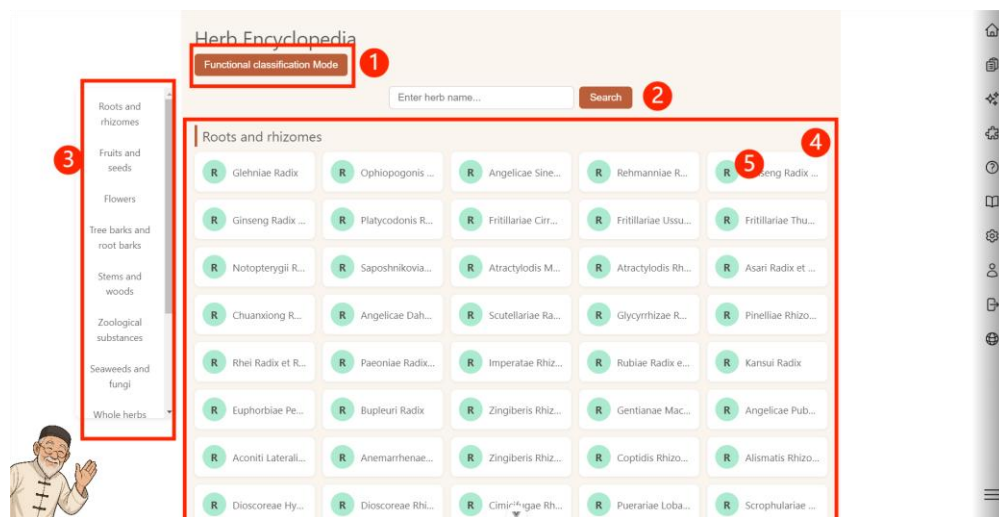 Herb Encyclopedia
Functional classification Mode
1
Enter herb name...
Search
2
3
Roots and
rhizomes
Fruits and
seeds
Flowers
Tree barks and
root barks
Stems and
woods
Zoological
substances
Seaweeds and
fungi
Whole herbs
Roots and rhizomes
4
5
R Glehniae Radix
R Ophiopogonis ...
R Angelicae Sine...
R Rehmanniae R...
R seng Radix ...
R Ginseng Radix ...
R Platycodonis R...
R Fritillariae Cirr...
R Fritillariae Ussu...
R Fritillariae Thu...
R Notopterygii R...
R Saposhnikovia...
R Atractylodis M...
R Atractylodis Rh...
R Asari Radix et ...
R Chuanxiong R...
R Angelicae Dah...
R Scutellariae Ra...
R Glycyrrhizae R...
R Pinelliae Rhizo...
R Rhei Radix et R...
R Paeoniae Radix...
R Imperatae Rhiz...
R Rubiae Radix e...
R Kansui Radix
R Euphorbiae Pe...
R Bupleuri Radix
R Zingiberis Rhiz...
R Gentianae Mac...
R Angelicae Pub...
R Aconiti Laterali...
R Anemarrhenae...
R Zingiberis Rhiz...
R Coptidis Rhizo...
R Alismatis Rhizo...
R Dioscoreae Hy...
R Dioscoreae Rhi...
R Cimicifugae Rh...
R Puerariae Loba...
R Scrophulariae ...